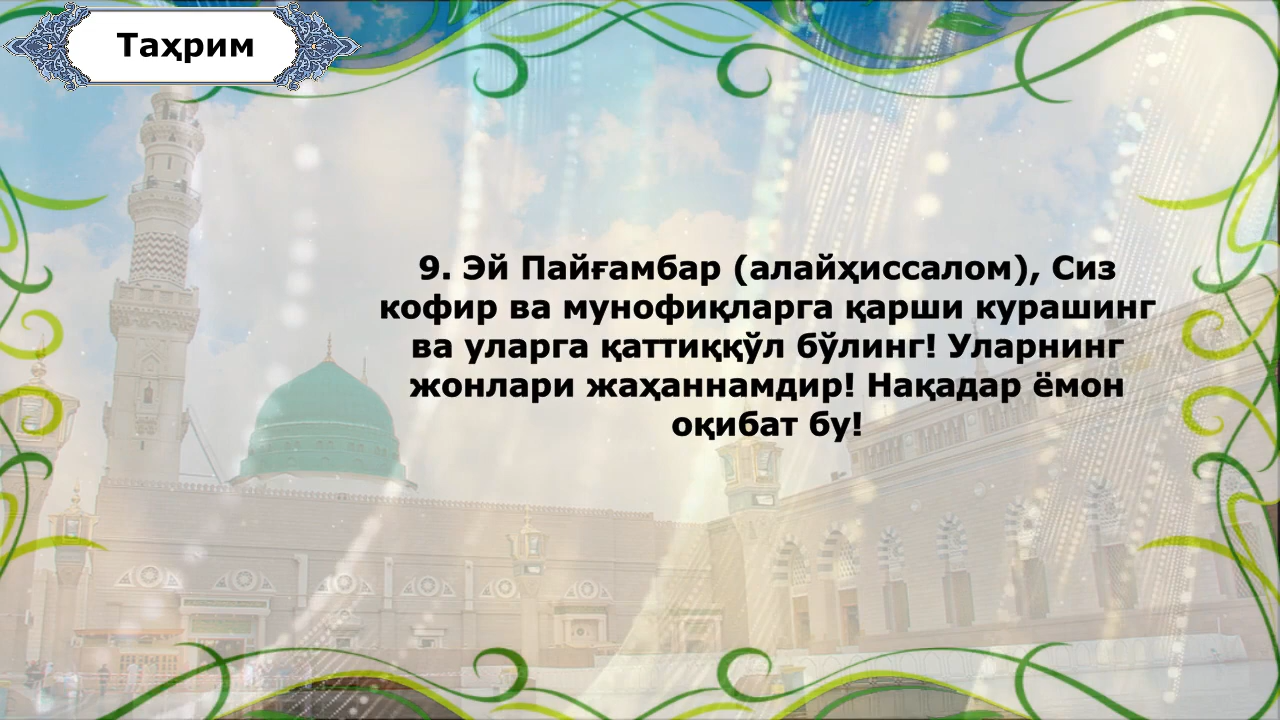 Таҳрим
9. Эй Пайғамбар (алайҳиссалом), Сиз
кофир ва мунофиқларга қарши курашинг
ва уларга қаттиққўл бўлинг! Уларнинг
жонлари жаҳаннамдир! Нақадар ёмон
оқибат бу!